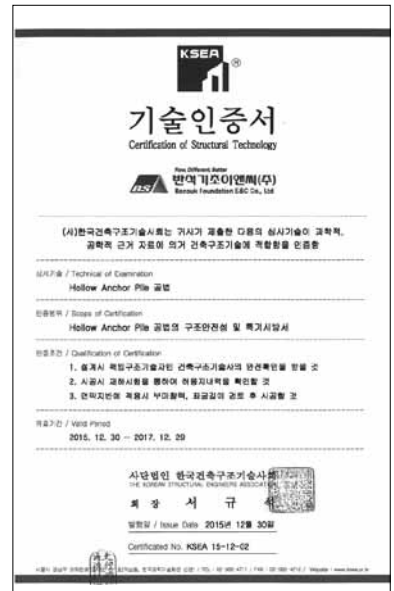 KSEA
®
기술인증서
Certification of Structural Technology
New, Different, Better
BSI 반석기초이앤씨(주)
Bansuk Foundation E&C Co., Ltd
(사)한국건축구조기술사회는 귀사가 제출한 다음의 심사기술이 과학적,
공학적 근거 자료에 의거 건축구조기술에 적합함을 인증함
심사기술 / Technical of Examination
Hollow Anchor Pile 공법
인증범위 / Scope of Certification
Hollow Anchor Pile 공법의 구조안전성 및 특기시방서
인증조건 / Qualification of Certification
1. 설계시 책임구조기술자인 건축구조기술사의 안전확인을 받을 것
2. 시공시 재하시험을 통하여 허용지내력을 확인할 것
3. 연약지반에 적용시 부마찰력, 좌굴길이 검토 후 시공할 것
유효기간 / Valid Period
2015. 12. 30 ~ 2017. 12. 29
사단법인 한국건축구조기술사회
THE KOREAN STRUCTURAL ENGINEERS ASSOCIATION
회 장 서 규 석
발행일 / Issue Date 2015년 12월 30일
Certificated No. KSEA 15-12-02